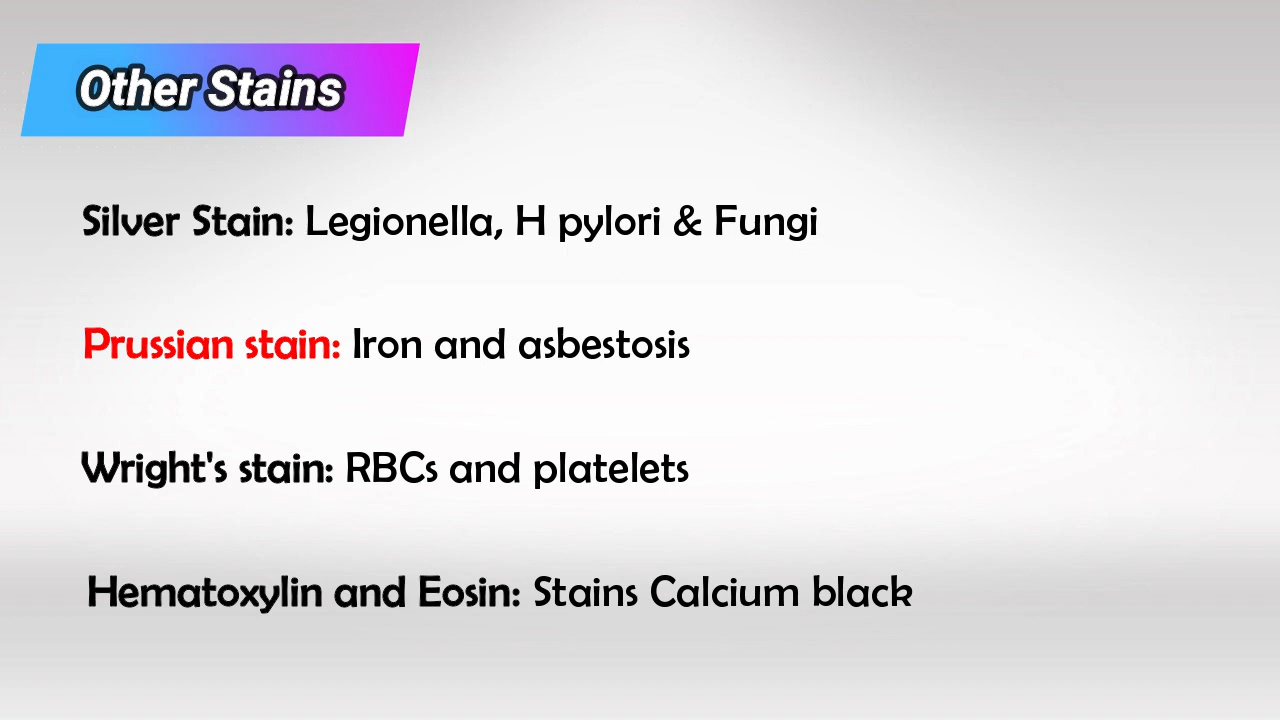 Other Stains
Silver Stain: Legionella, H pylori & Fungi
Prussian stain: Iron and asbestosis
Wright's stain: RBCs and platelets
Hematoxylin and Eosin: Stains Calcium black